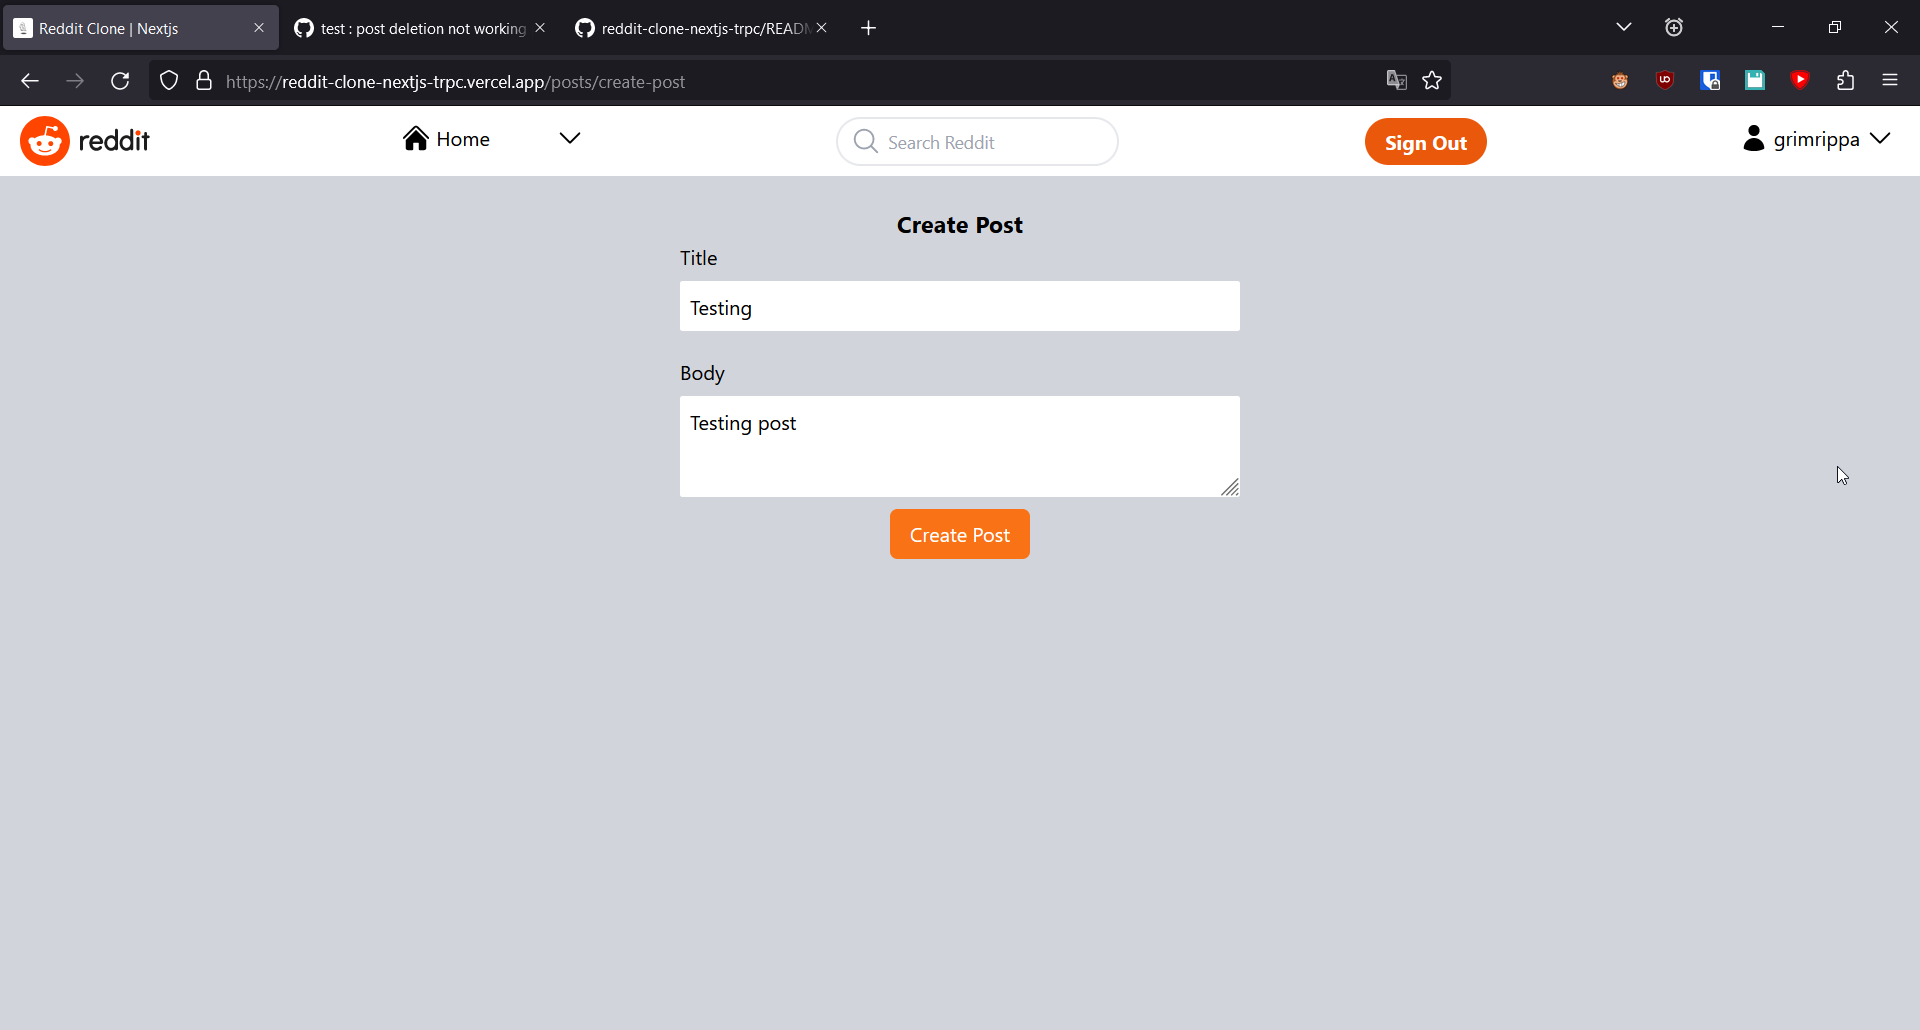 Reddit Clone | Nextjs
test : post deletion not working
reddit-clone-nextjs-trpc/READM
https://reddit-clone-nextjs-trpc.vercel.app/posts/create-post
reddit
Home
Search Reddit
Sign Out
grimrippa
Create Post
Title
Testing
Body
Testing post
Create Post